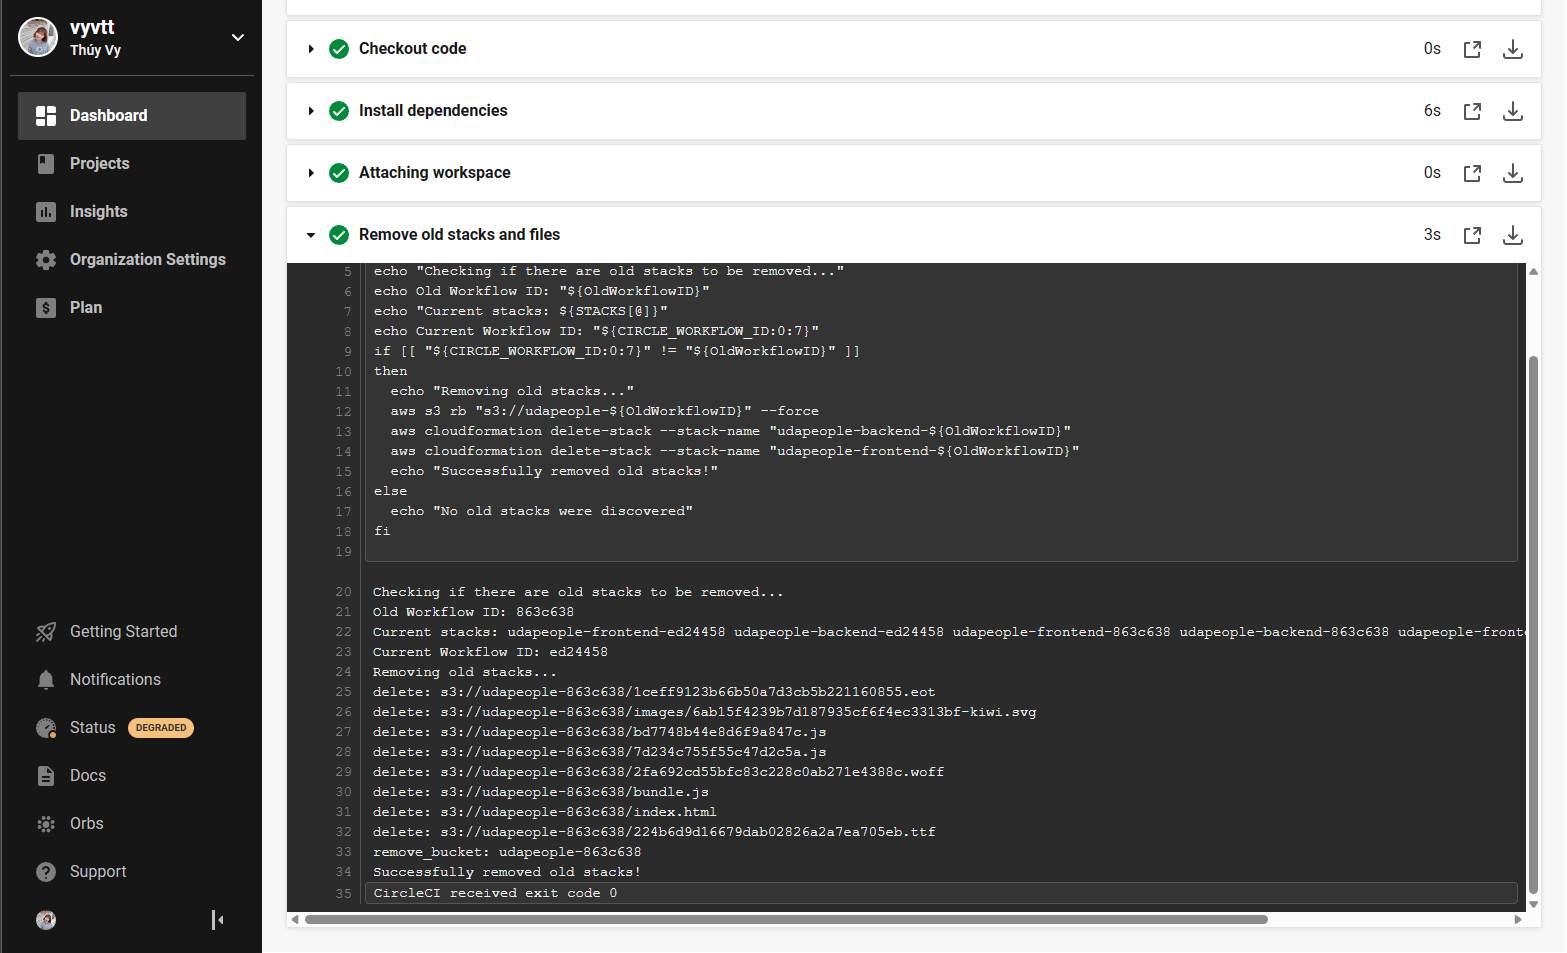 vyvtt
Thúy Vy
Dashboard
Projects
Insights
Organization Settings
Plan
Getting Started
Notifications
Status DEGRADED
Docs
Orbs
Support
Checkout code 0s
Install dependencies 6s
Attaching workspace 0s
Remove old stacks and files 3s
5 echo "Checking if there are old stacks to be removed..."
6 echo Old Workflow ID: "${OldWorkflowID}"
7 echo "Current stacks: ${STACKS[@]}"
8 echo Current Workflow ID: "${CIRCLE_WORKFLOW_ID:0:7}"
9 if [[ "${CIRCLE_WORKFLOW_ID:0:7}" != "${OldWorkflowID}" ]]
10 then
11   echo "Removing old stacks..."
12   aws s3 rb "s3://udapeople-${OldWorkflowID}" --force
13   aws cloudformation delete-stack --stack-name "udapeople-backend-${OldWorkflowID}"
14   aws cloudformation delete-stack --stack-name "udapeople-frontend-${OldWorkflowID}"
15   echo "Successfully removed old stacks!"
16 else
17   echo "No old stacks were discovered"
18 fi
19
20 Checking if there are old stacks to be removed...
21 Old Workflow ID: 863c638
22 Current stacks: udapeople-frontend-ed24458 udapeople-backend-ed24458 udapeople-frontend-863c638 udapeople-backend-863c638 udapeople-front
23 Current Workflow ID: ed24458
24 Removing old stacks...
25 delete: s3://udapeople-863c638/1ceff9123b66b50a7d3cb5b221160855.eot
26 delete: s3://udapeople-863c638/images/6ab15f4239b7d187935cf6f4ec3313bf-kiwi.svg
27 delete: s3://udapeople-863c638/bd7748b44e8d6f9a847c.js
28 delete: s3://udapeople-863c638/7d234c755f55c47d2c5a.js
29 delete: s3://udapeople-863c638/2fa692cd55bfc83c228c0ab271e4388c.woff
30 delete: s3://udapeople-863c638/bundle.js
31 delete: s3://udapeople-863c638/index.html
32 delete: s3://udapeople-863c638/224b6d9d16679dab02826a2a7ea705eb.ttf
33 remove_bucket: udapeople-863c638
34 Successfully removed old stacks!
35 CircleCI received exit code 0